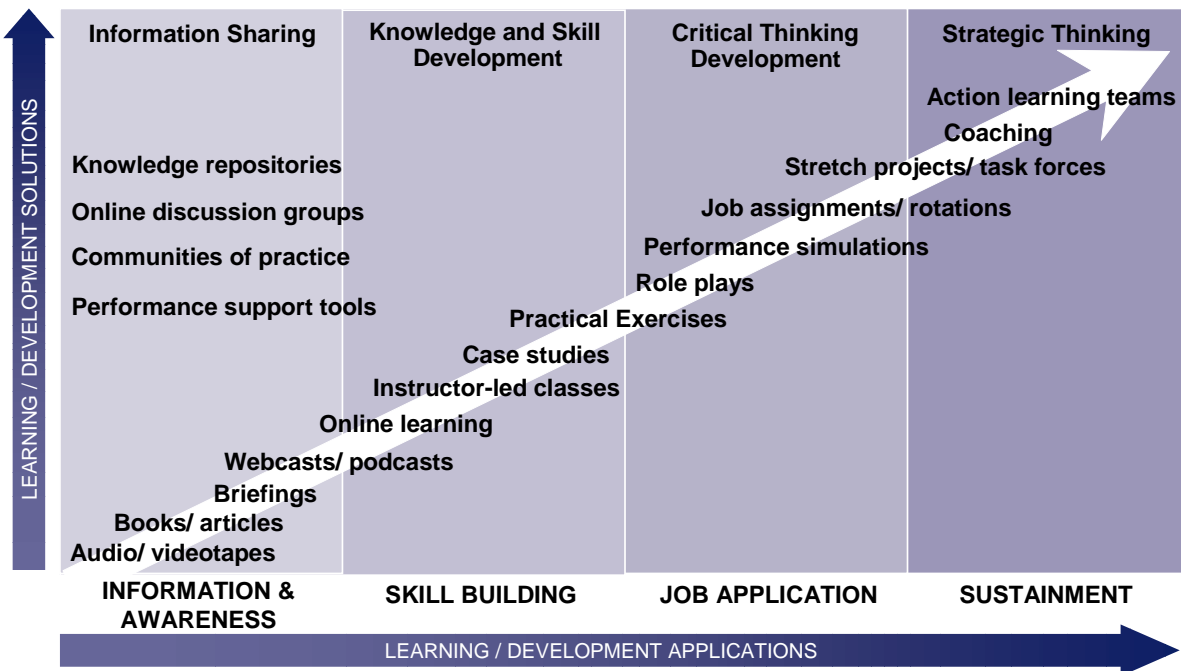 Information Sharing
Knowledge and Skill
Development
Critical Thinking
Development
Strategic Thinking
LEARNING / DEVELOPMENT SOLUTIONS
Action learning teams
Coaching
Knowledge repositories
Stretch projects/ task forces
Online discussion groups
Job assignments/ rotations
Communities of practice
Performance simulations
Role plays
Performance support tools
Practical Exercises
Case studies
Instructor-led classes
Online learning
Webcasts/ podcasts
Briefings
Books/ articles
Audio/ videotapes
INFORMATION &
AWARENESS
SKILL BUILDING
JOB APPLICATION
SUSTAINMENT
LEARNING / DEVELOPMENT APPLICATIONS